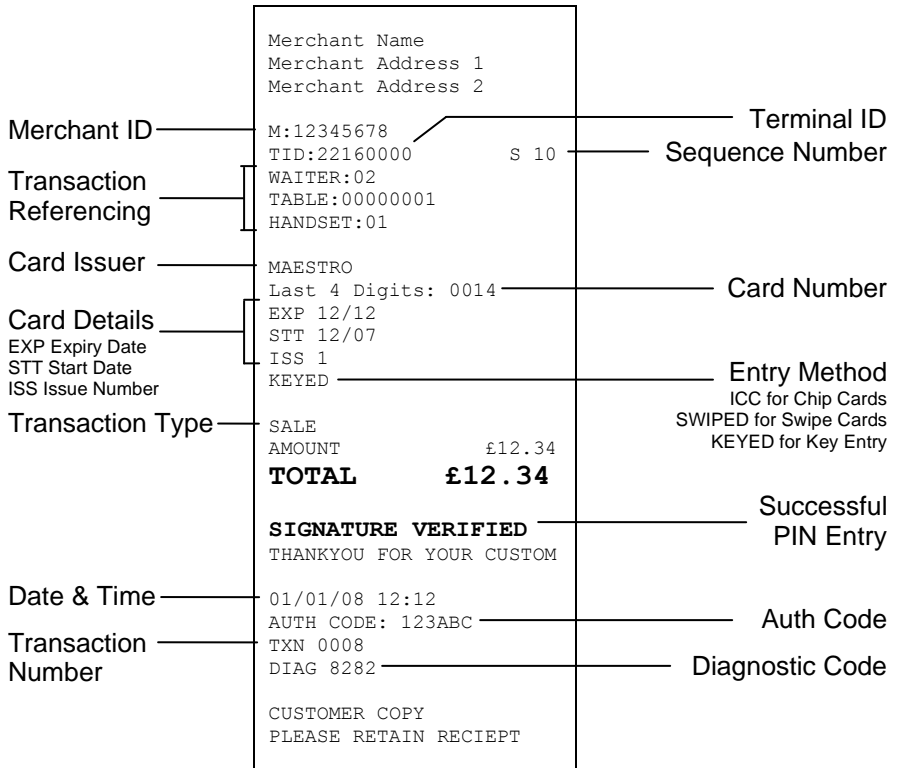 Merchant Name
Merchant Address 1
Merchant Address 2
Merchant ID
M:12345678
Terminal ID
TID:22160000 S 10
Sequence Number
Transaction
Referencing
WAITER:02
TABLE:00000001
HANDSET:01
Card Issuer
MAESTRO
Last 4 Digits: 0014
Card Number
Card Details
EXP Expiry Date
STT Start Date
ISS Issue Number
EXP 12/12
STT 12/07
ISS 1
KEYED
Entry Method
ICC for Chip Cards
SWIPED for Swipe Cards
KEYED for Key Entry
Transaction Type
SALE
AMOUNT £12.34
TOTAL £12.34
SIGNATURE VERIFIED
Successful
PIN Entry
THANKYOU FOR YOUR CUSTOM
Date & Time
01/01/08 12:12
AUTH CODE: 123ABC
Auth Code
Transaction
Number
TXN 0008
DIAG 8282
Diagnostic Code
CUSTOMER COPY
PLEASE RETAIN RECIEPT